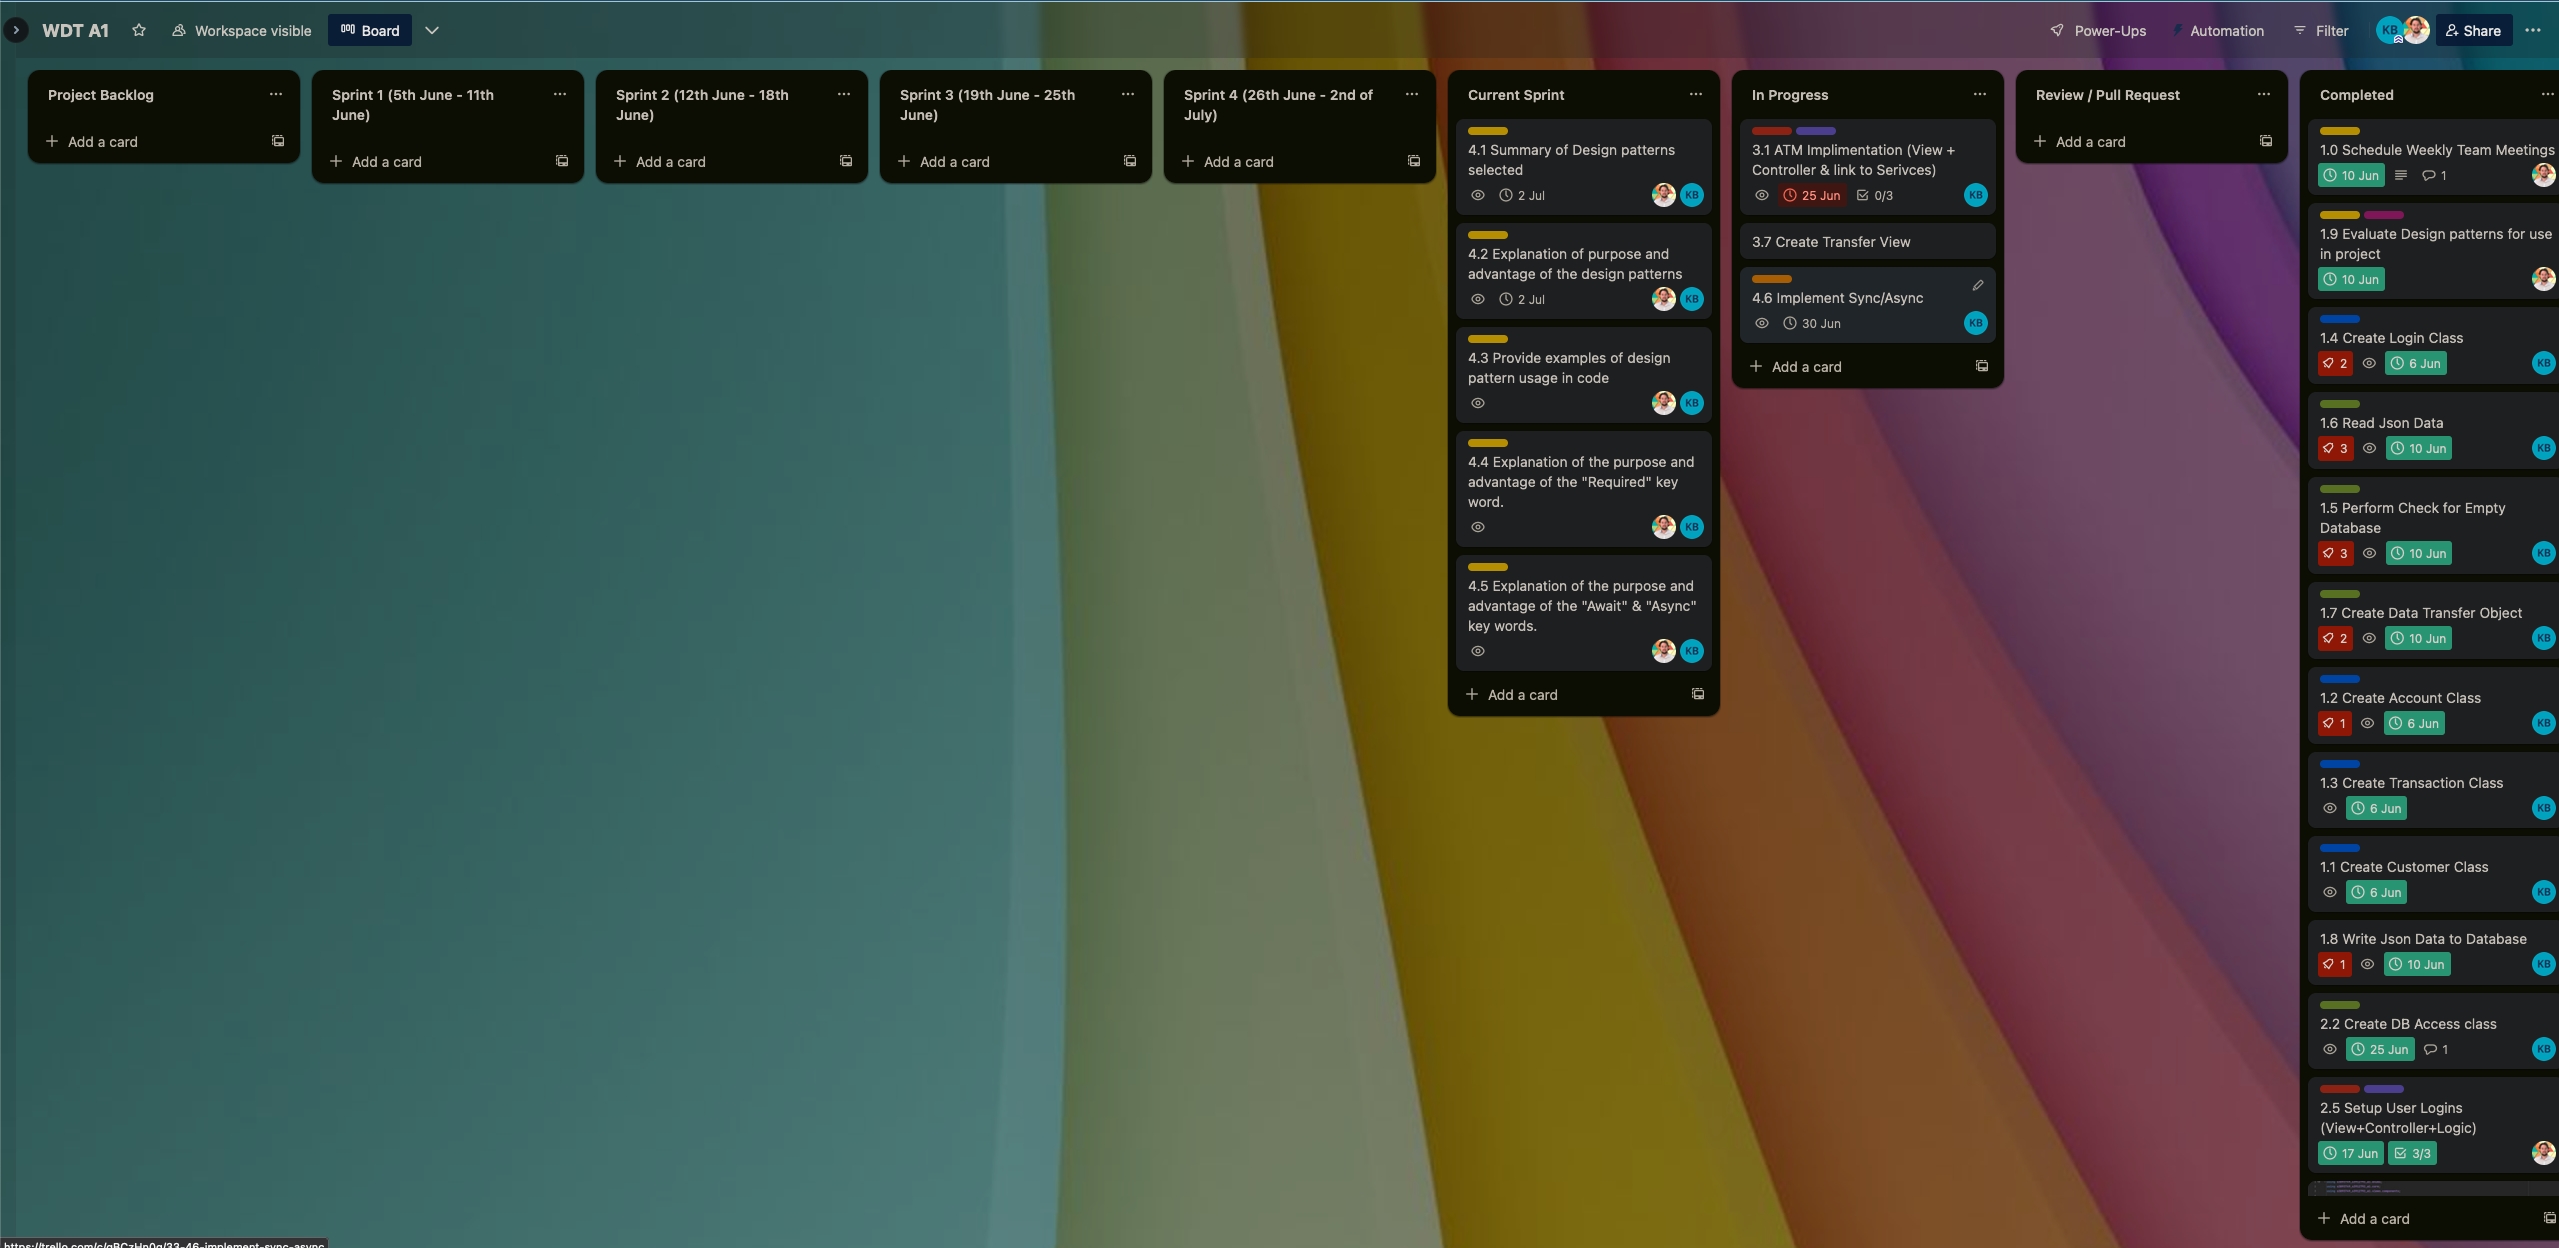 WDT A1
Workspace visible
Board
Power-Ups
Automation
Filter
KB
Share
Project Backlog
Add a card
Sprint 1 (5th June - 11th
June)
Add a card
Sprint 2 (12th June - 18th
June)
Add a card
Sprint 3 (19th June - 25th
June)
Add a card
Sprint 4 (26th June - 2nd of
July)
Add a card
Current Sprint
4.1 Summary of Design patterns
selected
2 Jul
KB
4.2 Explanation of purpose and
advantage of the design patterns
2 Jul
KB
4.3 Provide examples of design
pattern usage in code
KB
4.4 Explanation of the purpose and
advantage of the "Required" key
word.
KB
4.5 Explanation of the purpose and
advantage of the "Await" & "Async"
key words.
KB
Add a card
In Progress
3.1 ATM Implimentation (View +
Controller & link to Serivces)
25 Jun 0/3
KB
3.7 Create Transfer View
4.6 Implement Sync/Async
30 Jun
KB
Add a card
Review / Pull Request
Add a card
Completed
1.0 Schedule Weekly Team Meetings
10 Jun 1
1.9 Evaluate Design patterns for use
in project
10 Jun
1.4 Create Login Class
2 6 Jun
KB
1.6 Read Json Data
3 10 Jun
KB
1.5 Perform Check for Empty
Database
3 10 Jun
KB
1.7 Create Data Transfer Object
2 10 Jun
KB
1.2 Create Account Class
1 6 Jun
KB
1.3 Create Transaction Class
6 Jun
KB
1.1 Create Customer Class
6 Jun
KB
1.8 Write Json Data to Database
1 10 Jun
KB
2.2 Create DB Access class
25 Jun 1
KB
2.5 Setup User Logins
(View+Controller+Logic)
17 Jun 3/3
Add a card